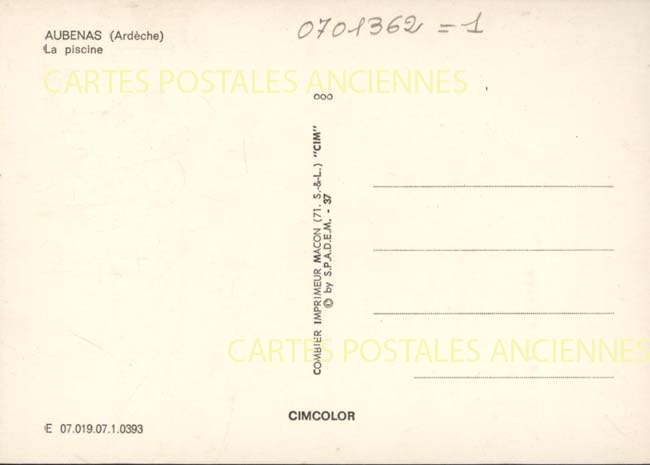 AUBENAS (Ardèche)
La piscine
0701362 = 1
CARTES POSTALES ANCIENNES
ooo
COMBIER IMPRIMEUR MACON (71. S.-&-L.) "CIM"
© by S.P.A.D.E.M. - 37
CARTES POSTALES ANCIENNES
CIMCOLOR
E 07.019.07.1.0393